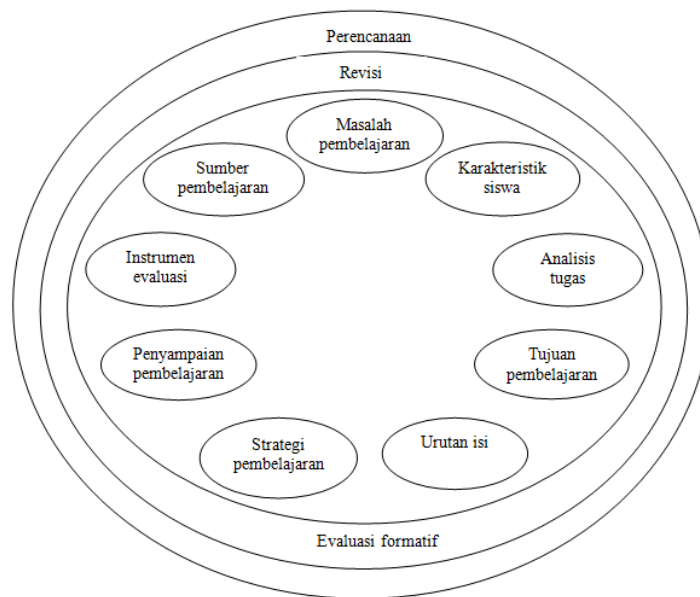 Perencanaan
Revisi
Masalah
pembelajaran
Sumber
pembelajaran
Karakteristik
siswa
Instrumen
evaluasi
Analisis
tugas
Penyampaian
pembelajaran
Tujuan
pembelajaran
Strategi
pembelajaran
Urutan isi
Evaluasi formatif